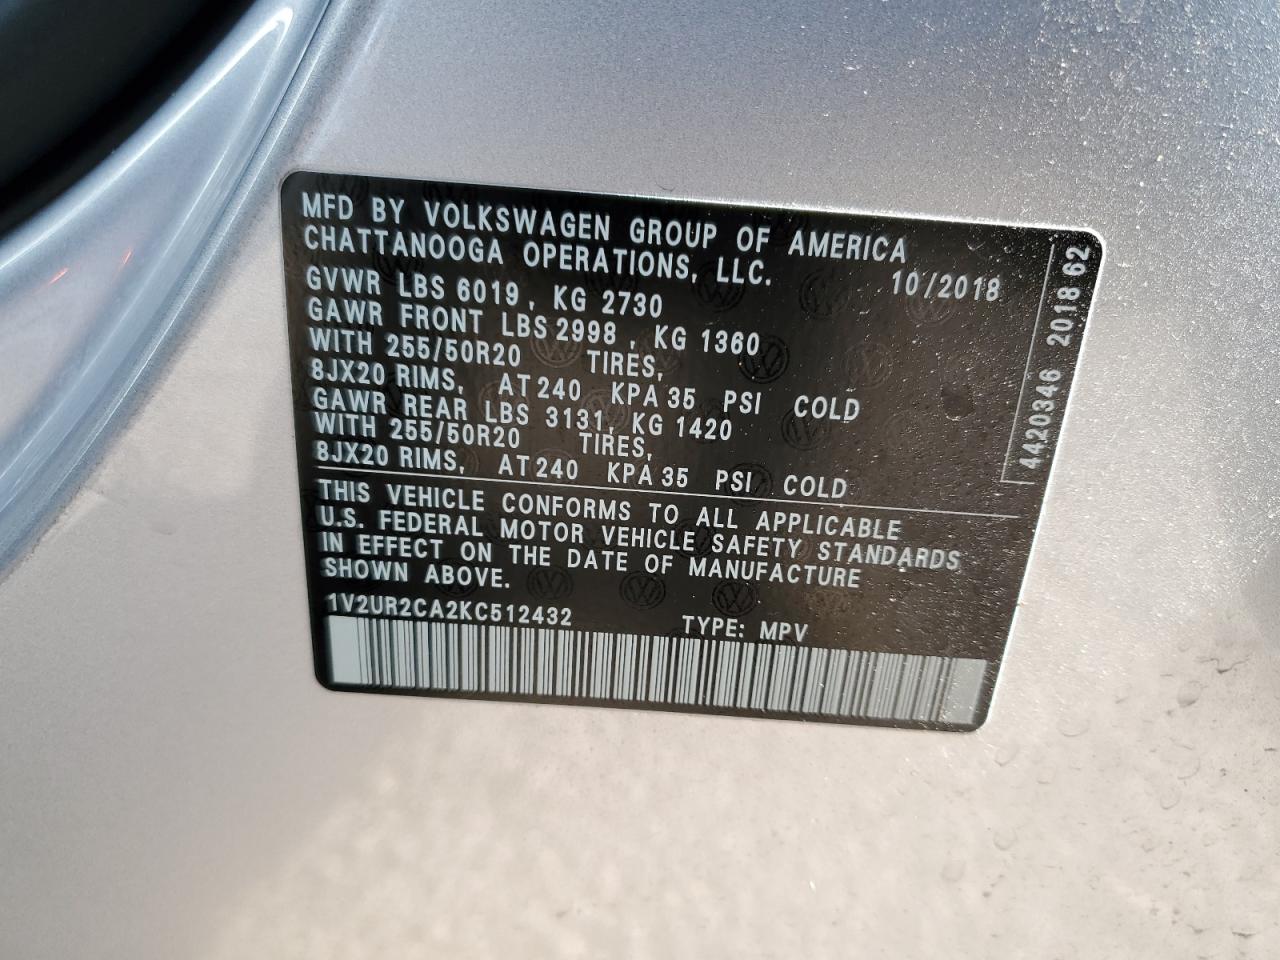 MFD BY VOLKSWAGEN GROUP OF AMERICA
CHATTANOOGA OPERATIONS, LLC. 10/2018
GVWR LBS 6019, KG 2730
GAWR FRONT LBS 2998, KG 1360
WITH 255/50R20 TIRES,
8JX20 RIMS, AT 240 KPA 35 PSI COLD
GAWR REAR LBS 3131, KG 1420
WITH 255/50R20 TIRES,
8JX20 RIMS, AT 240 KPA 35 PSI COLD
4420346 2018 62
THIS VEHICLE CONFORMS TO ALL APPLICABLE
U.S. FEDERAL MOTOR VEHICLE SAFETY STANDARDS
IN EFFECT ON THE DATE OF MANUFACTURE
SHOWN ABOVE.
1V2UR2CA2KC512432 TYPE: MPV